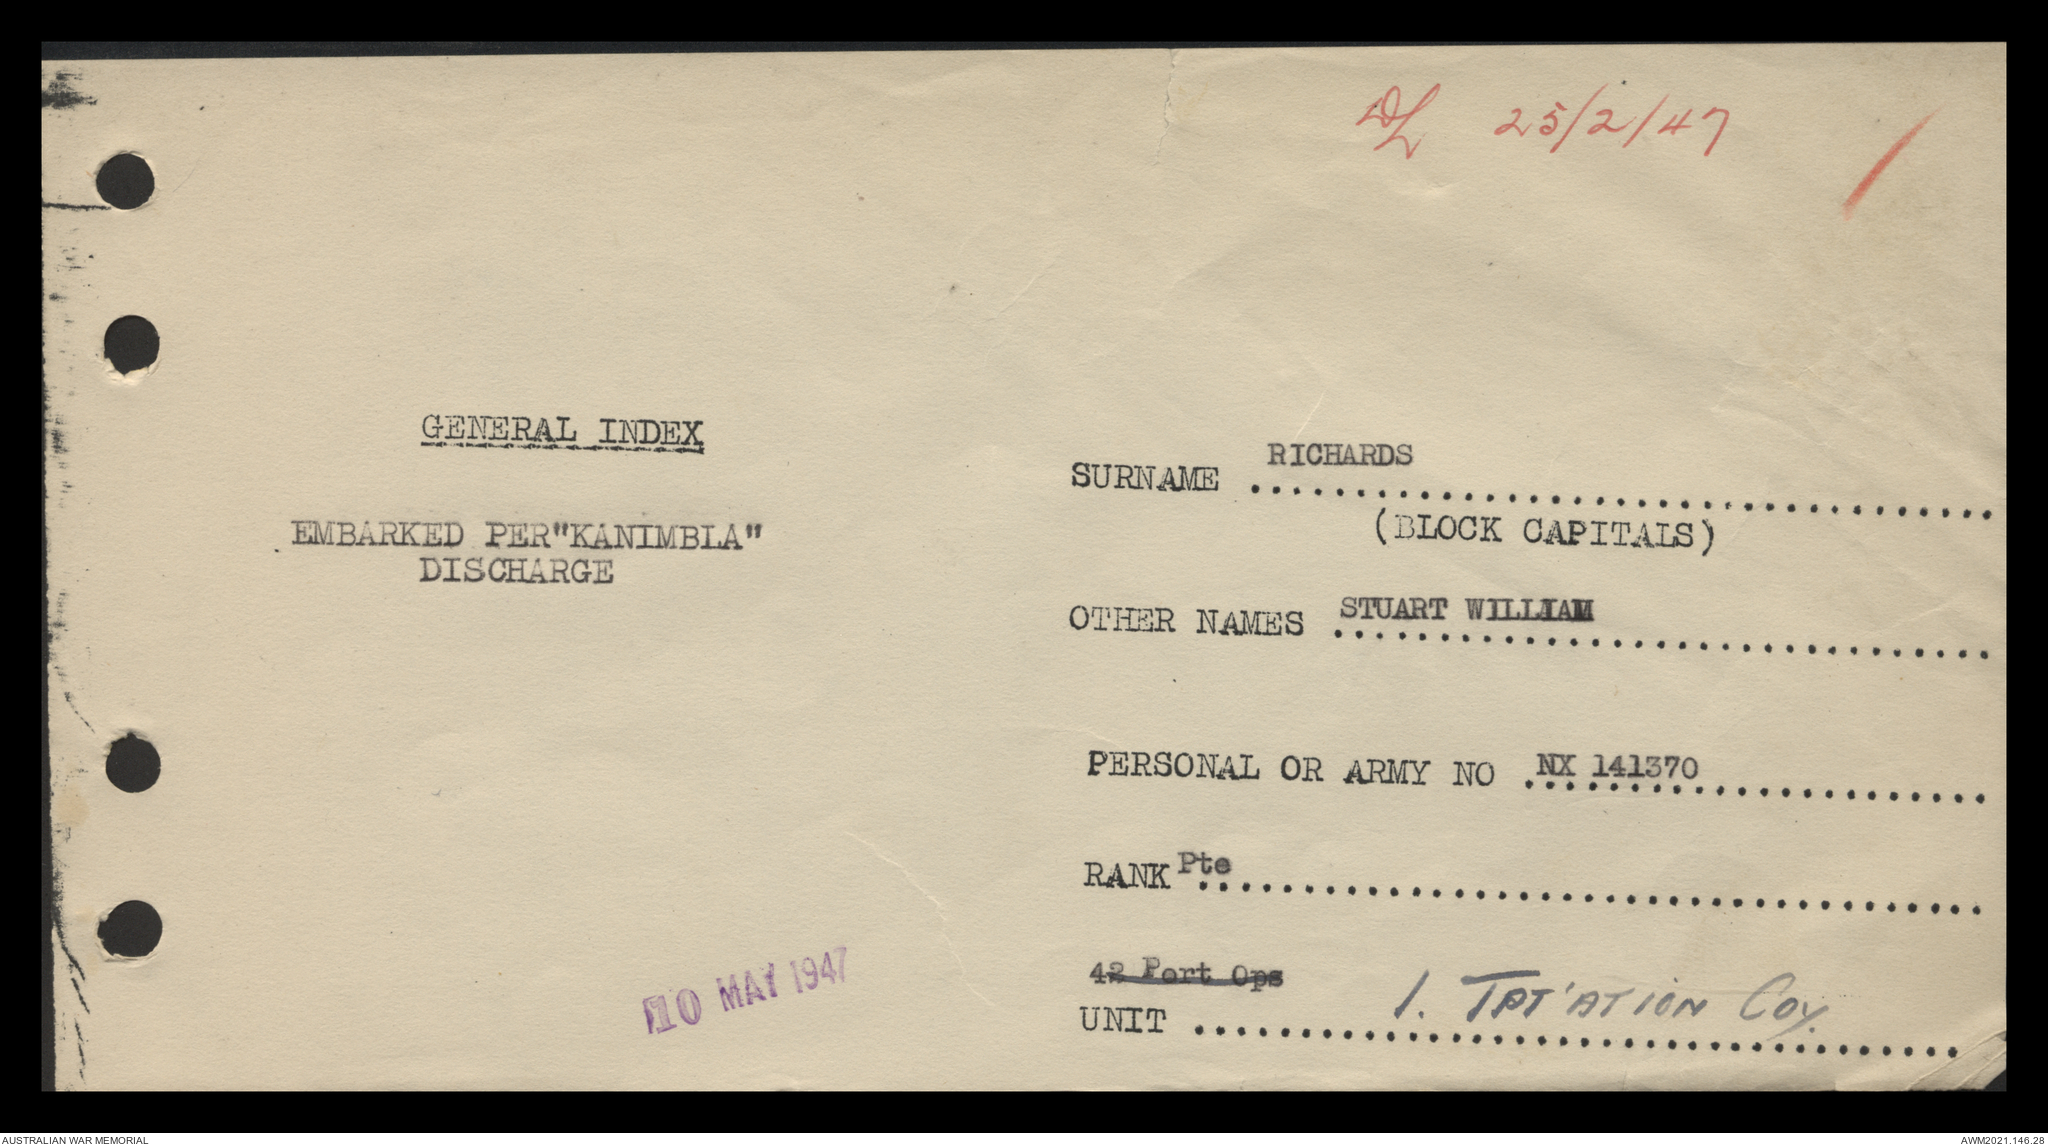 25/2/47
GENERAL INDEX
EMBARKED PER"KANIMBLA"
DISCHARGE
10 MAY 1947
SURNAME RICHARDS
(BLOCK CAPITALS)
OTHER NAMES STUART WILLIAM
PERSONAL OR ARMY NO NX 141370
RANK Pte
42 Port Ops
UNIT 1. TPT'ATION Coy.
AUSTRALIAN WAR MEMORIAL
AWM2021.146.28